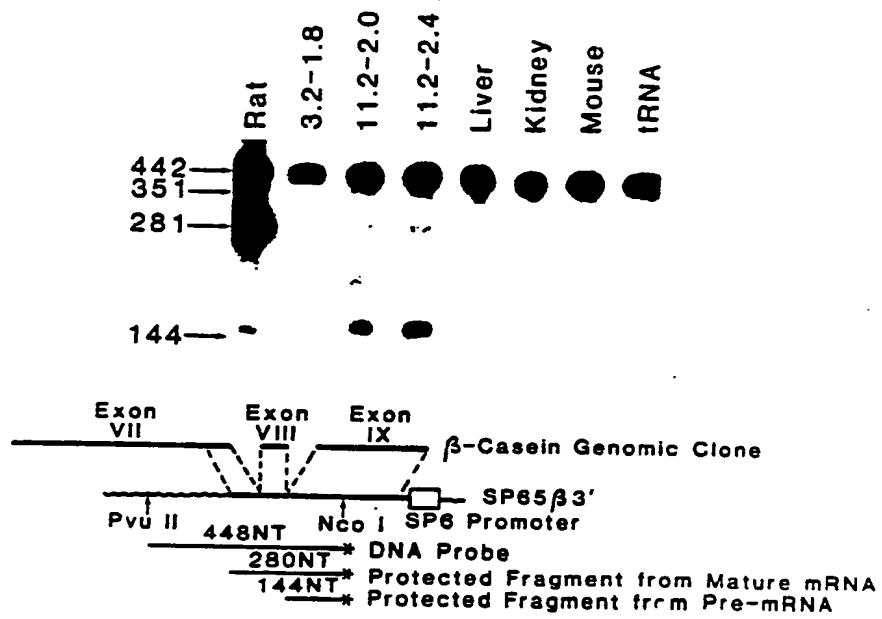 Rat
3.2-1.8
11.2-2.0
11.2-2.4
Liver
Kidney
Mouse
tRNA
442
351
281
144
Exon VII
Exon VIII
Exon IX
β-Casein Genomic Clone
SP65β3'
Pvu II
Nco I
SP6 Promoter
448NT
* DNA Probe
280NT
* Protected Fragment from Mature mRNA
144NT
* Protected Fragment from Pre-mRNA